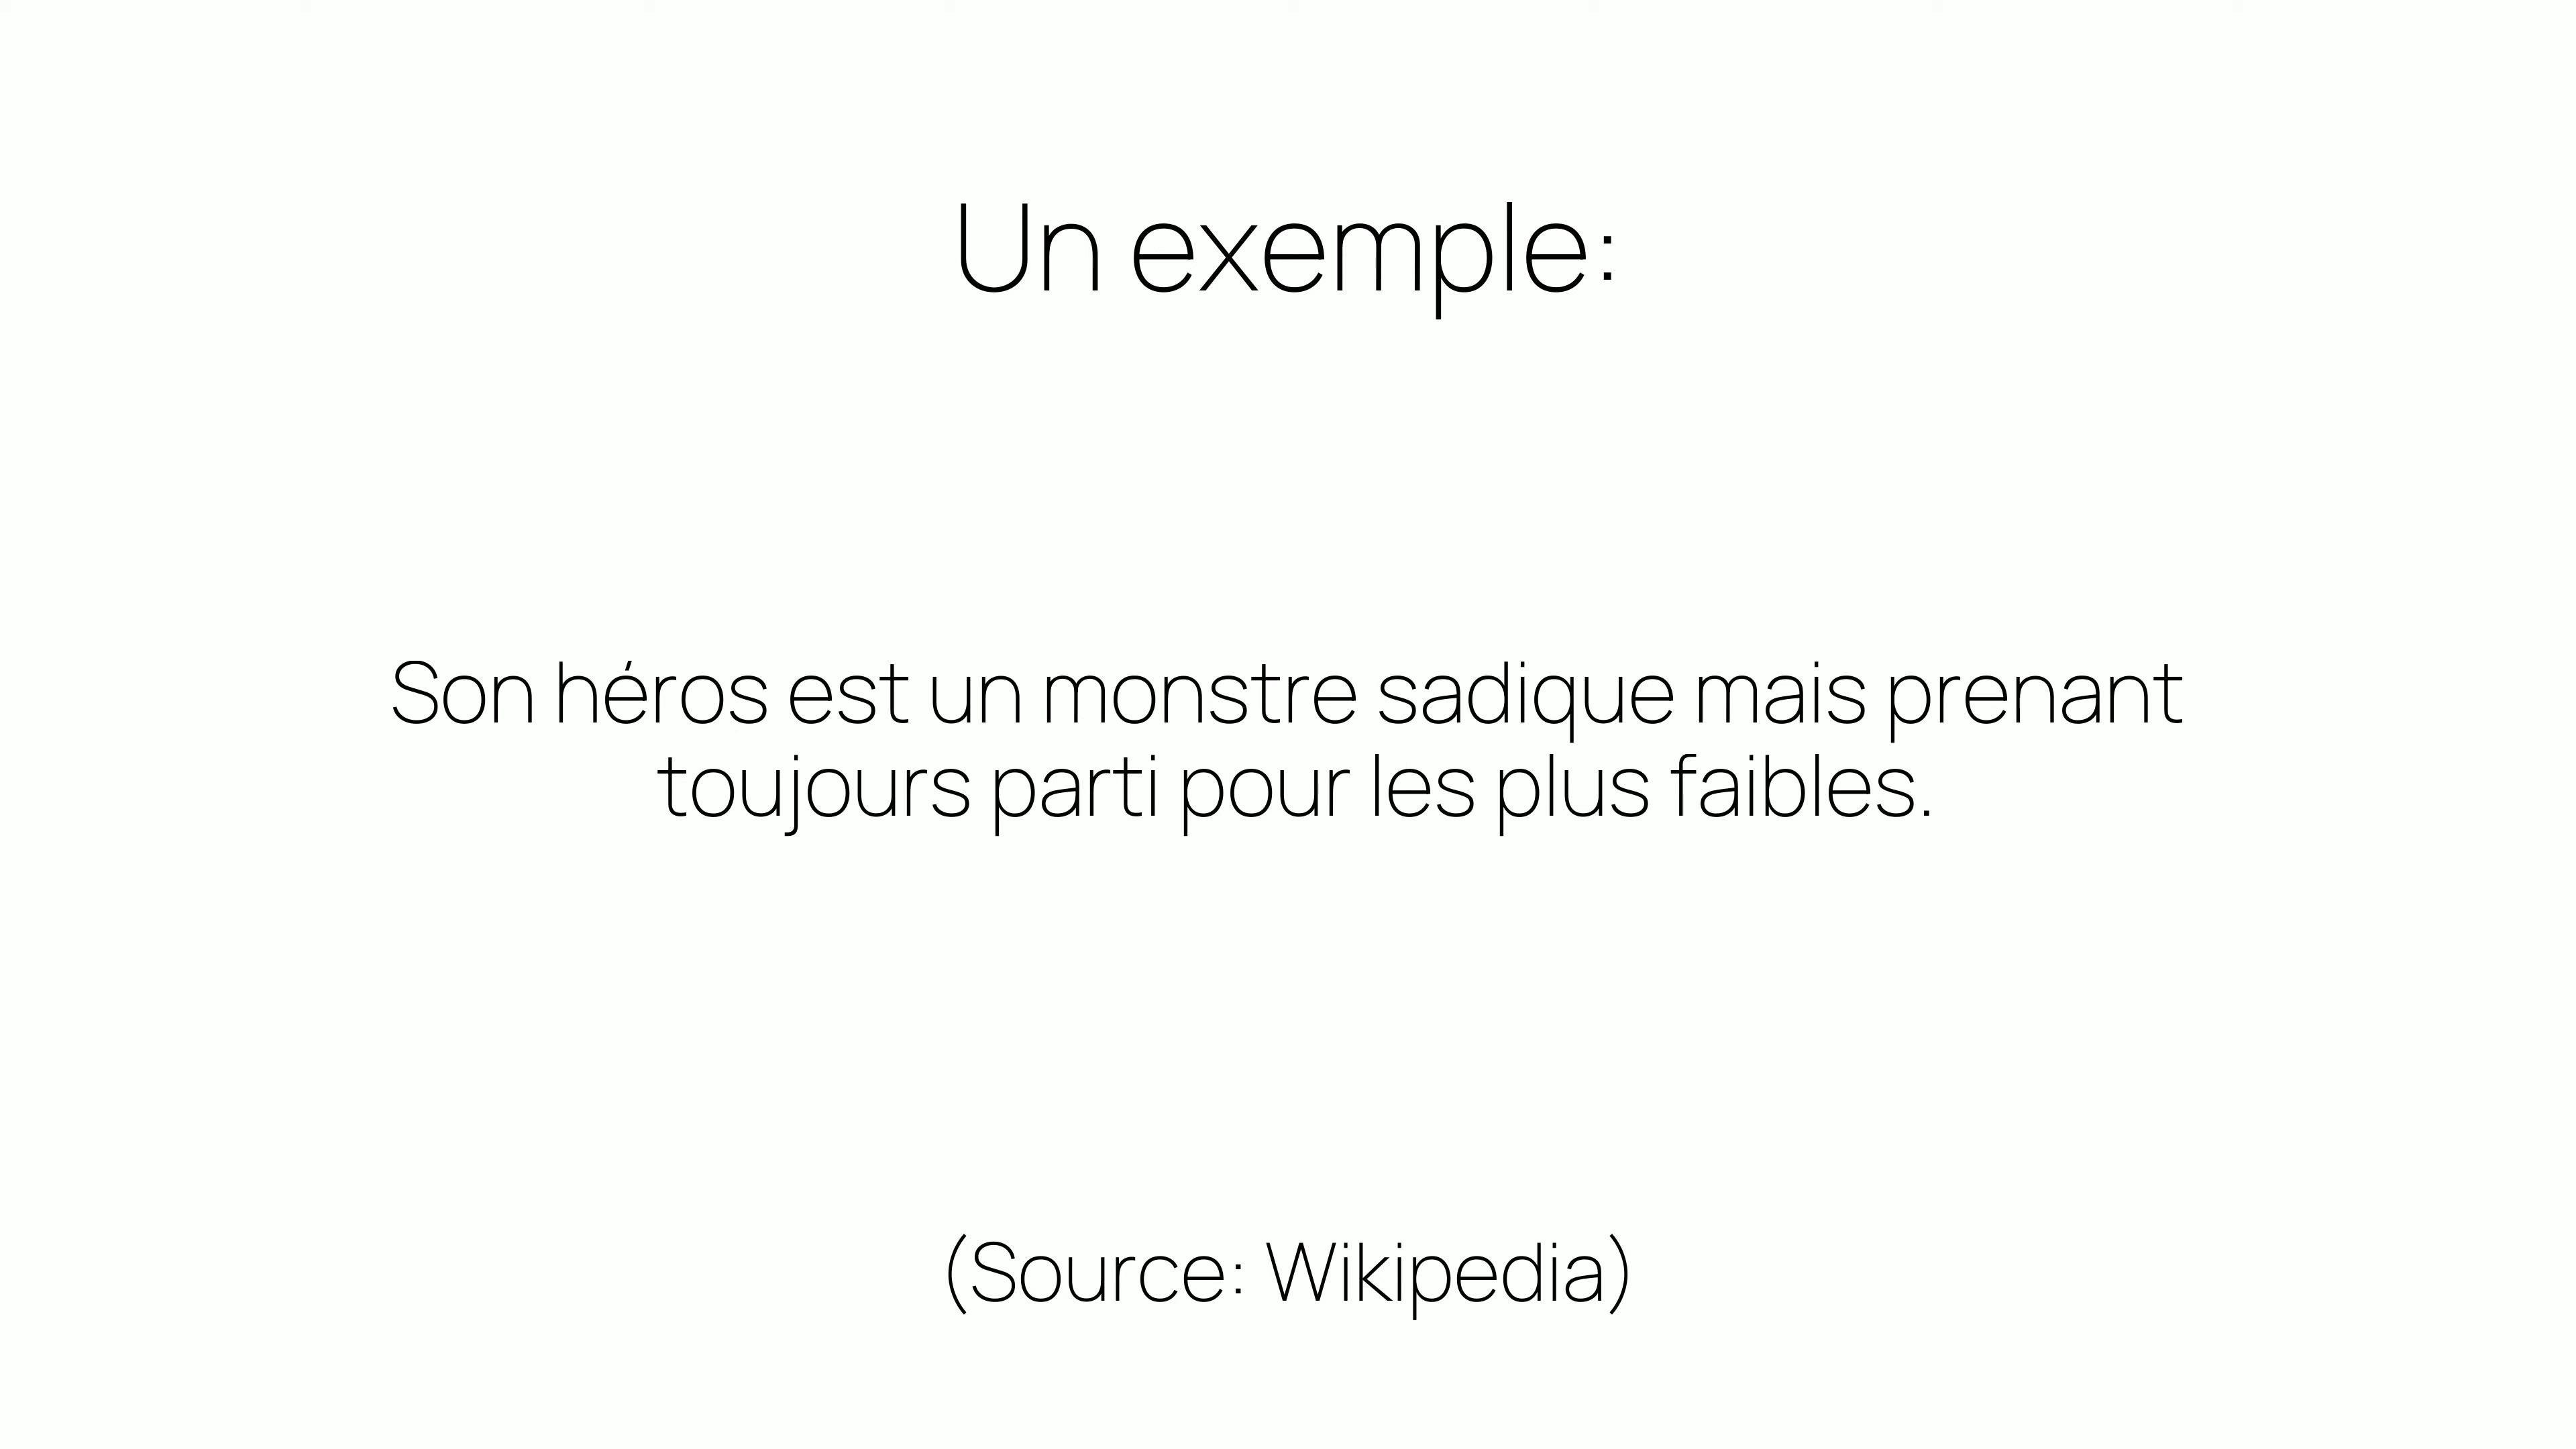 Un exemple:
Son héros est un monstre sadique mais prenant
toujours parti pour les plus faibles.
(Source: Wikipedia)